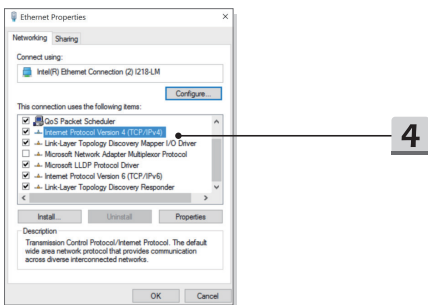 Ethernet Properties
Networking Sharing
Connect using:
Intel(R) Ethernet Connection (2) I218-LM
Configure...
This connection uses the following items:
QoS Packet Scheduler
Internet Protocol Version 4 (TCP/IPv4)
Link-Layer Topology Discovery Mapper I/O Driver
Microsoft Network Adapter Multiplexor Protocol
Microsoft LLDP Protocol Driver
Internet Protocol Version 6 (TCP/IPv6)
Link-Layer Topology Discovery Responder
Install... Uninstall Properties
Description
Transmission Control Protocol/Internet Protocol. The default
wide area network protocol that provides communication
across diverse interconnected networks.
OK Cancel
4